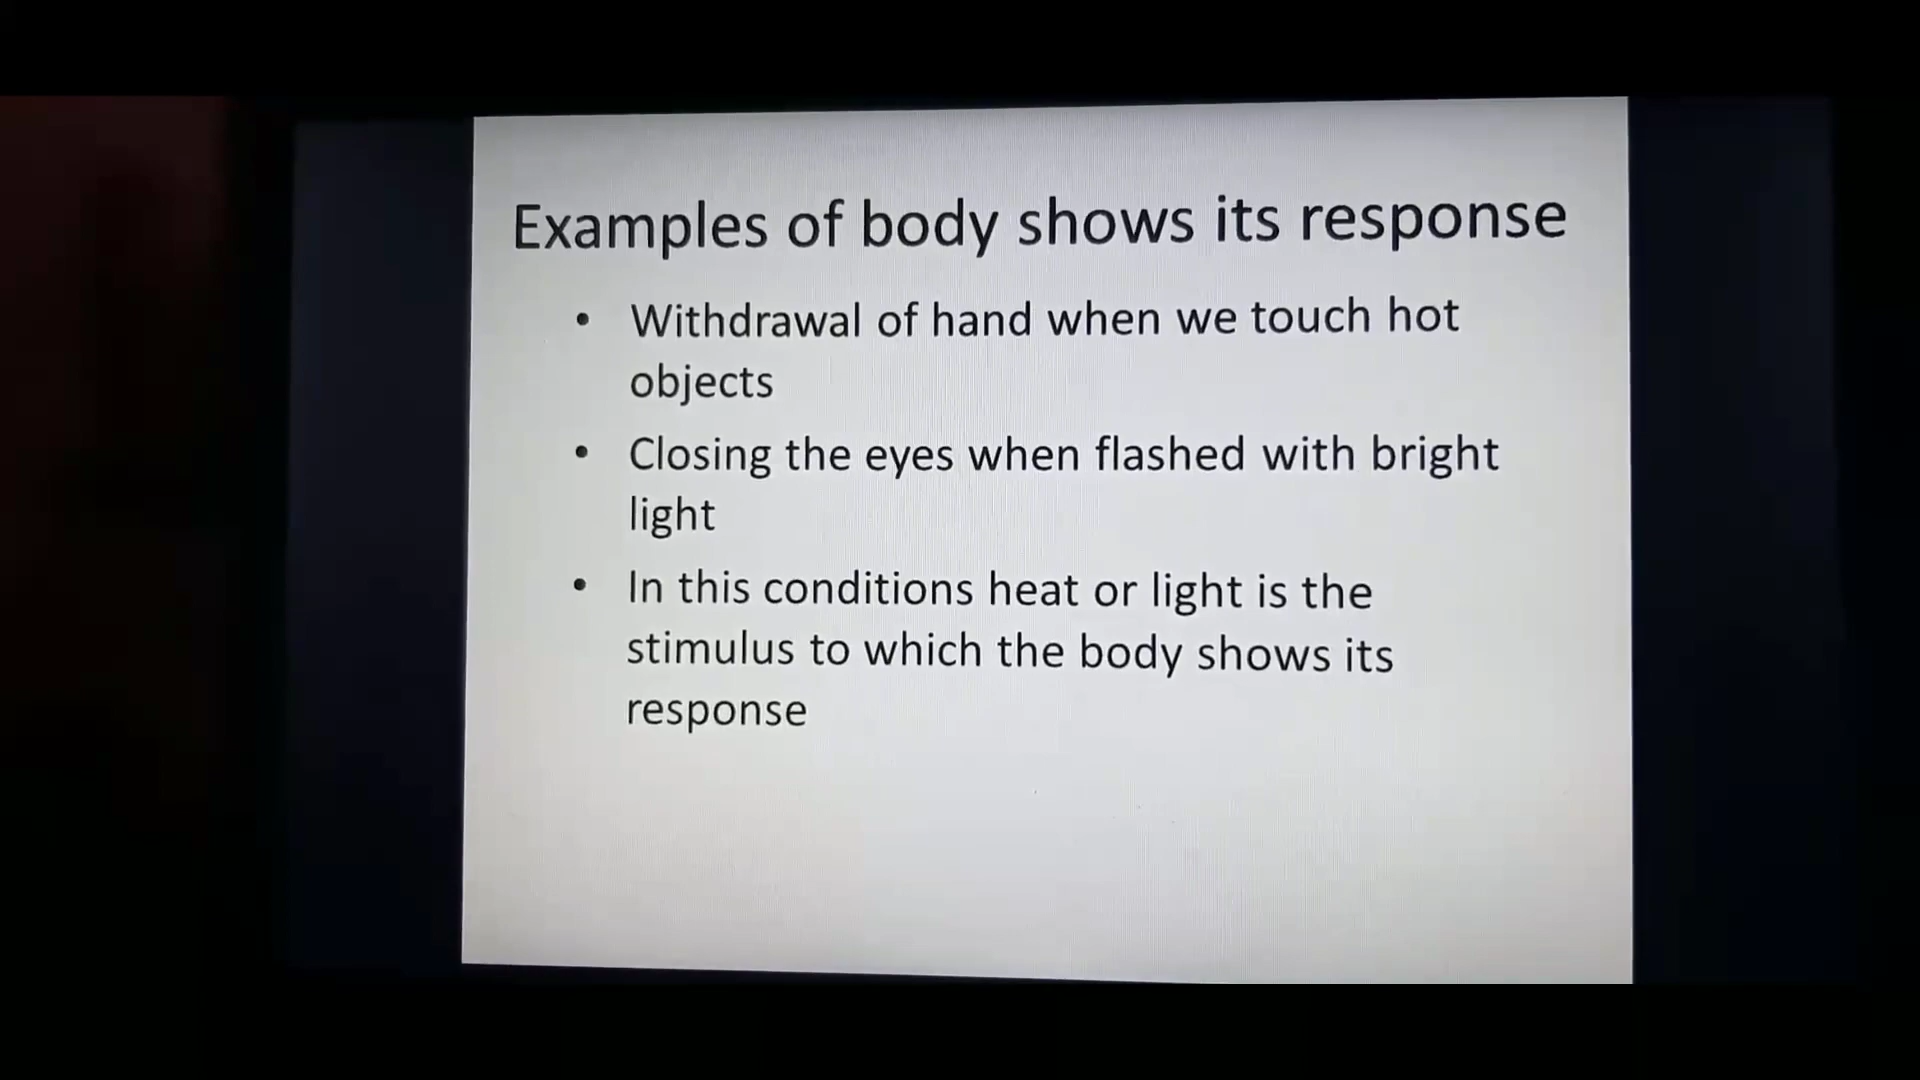 Examples of body shows its response
• Withdrawal of hand when we touch hot
objects
• Closing the eyes when flashed with bright
light
• In this conditions heat or light is the
stimulus to which the body shows its
response